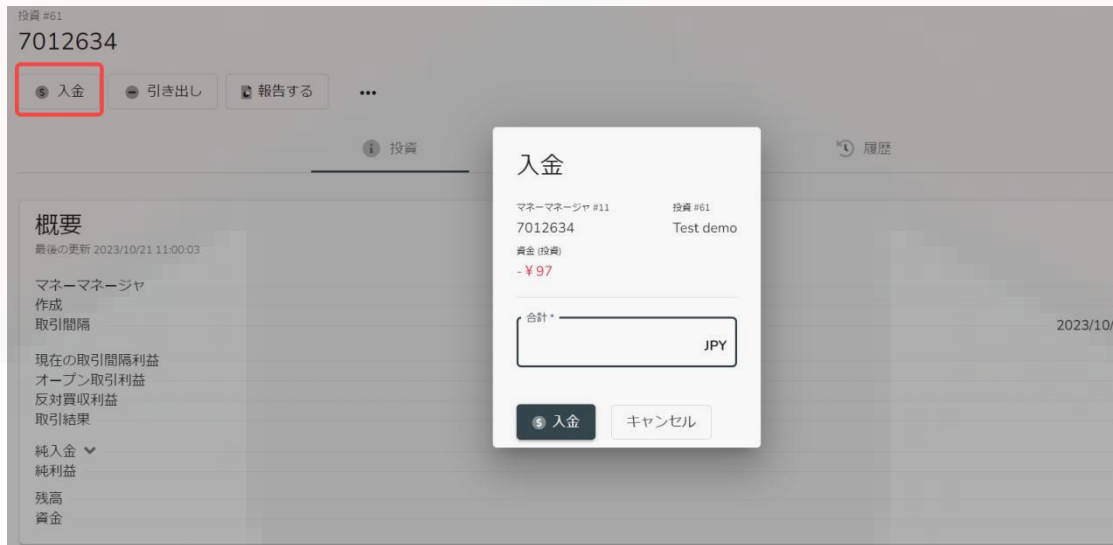 投資 #61
7012634
入金 引き出し 報告する •••
投資 履歴
概要
最後の更新 2023/10/21 11:00:03
マネーマネージャ
作成
取引間隔 2023/10/
現在の取引間隔利益
オープン取引利益
反対買収利益
取引結果
純入金
純利益
残高
資金
入金
マネーマネージャ #11 投資 #61
7012634 Test demo
資金 (投資)
- ¥ 97
合計 *
JPY
入金 キャンセル